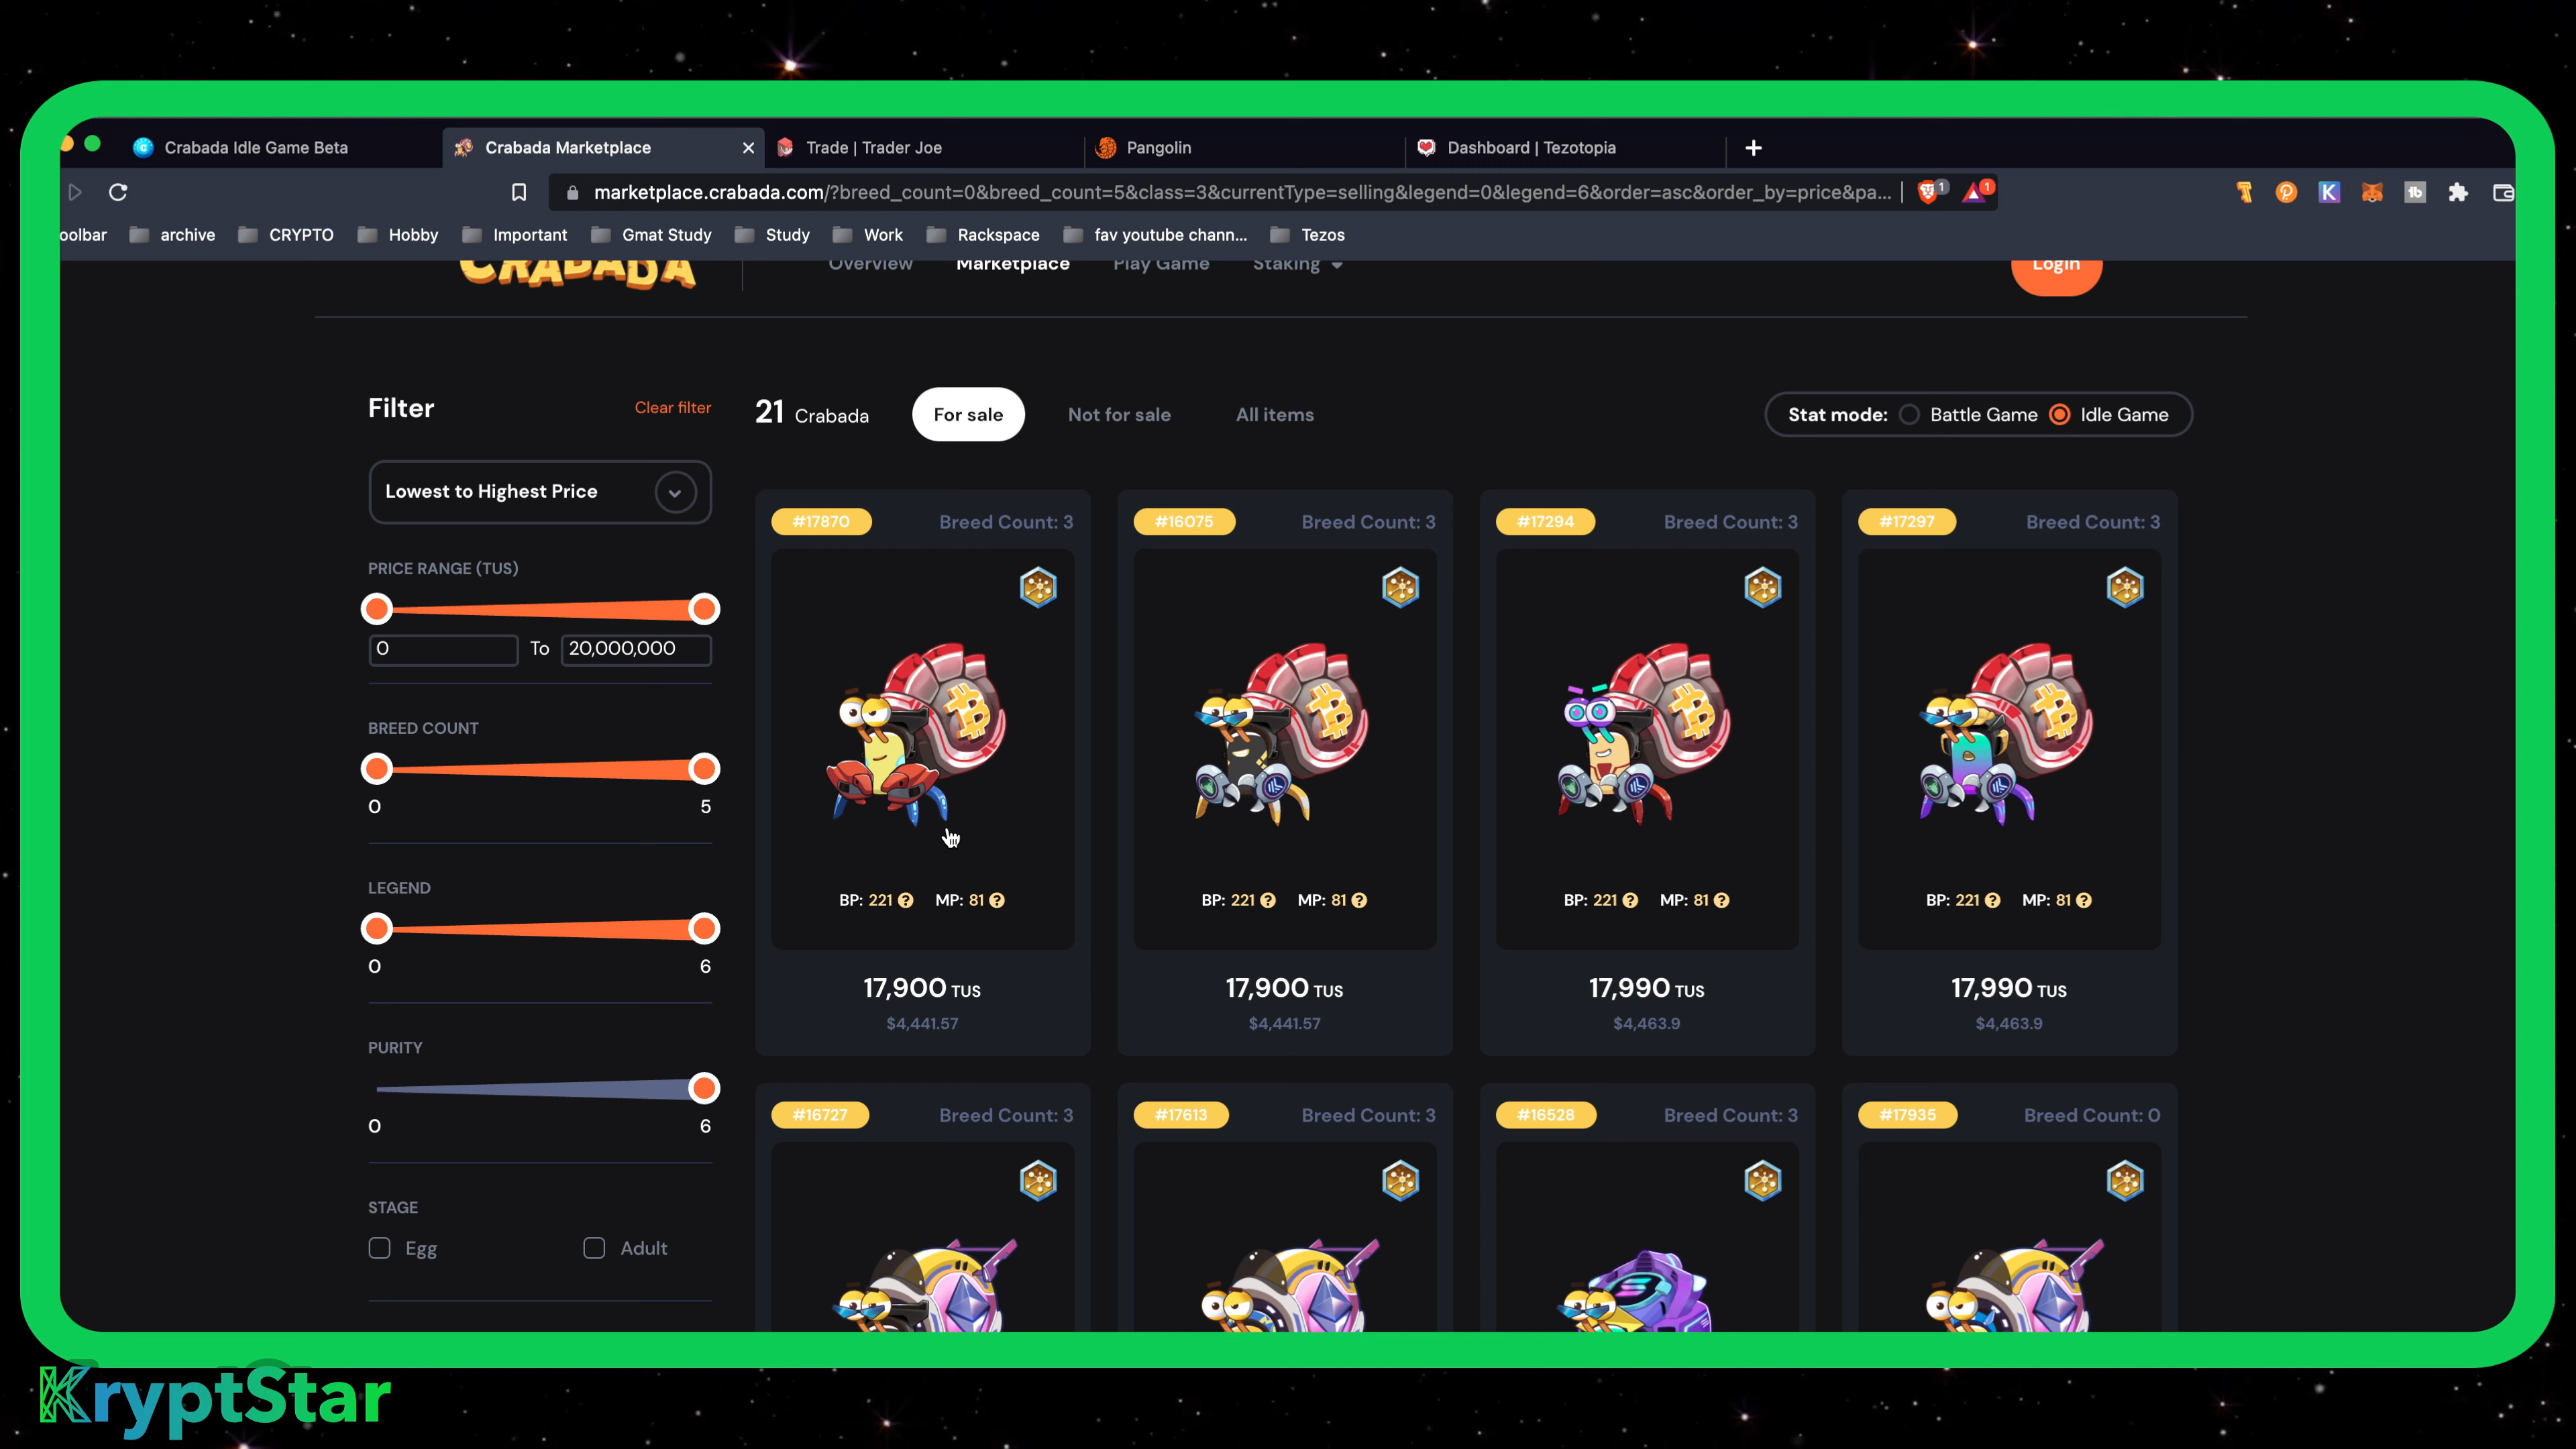 Crabada Idle Game Beta
Crabada Marketplace
Trade | Trader Joe
Pangolin
Dashboard | Tezotopia
marketplace.crabada.com/?breed_count=0&breed_count=5&class=3&currentType=selling&legend=0&legend=6&order=asc&order_by=price&pa...
1
1
oolbar archive CRYPTO Hobby Important Gmat Study Study Work Rackspace fav youtube chann... Tezos
CRABADA
Overview Marketplace Play Game Staking
Login
Filter
Clear filter
21 Crabada
For sale
Not for sale
All items
Stat mode: Battle Game Idle Game
Lowest to Highest Price
PRICE RANGE (TUS)
0 To 20,000,000
BREED COUNT
0 5
LEGEND
0 6
PURITY
0 6
STAGE
Egg Adult
#17870 Breed Count: 3
BP: 221 MP: 81
17,900 TUS
$4,441.57
#16075 Breed Count: 3
BP: 221 MP: 81
17,900 TUS
$4,441.57
#17294 Breed Count: 3
BP: 221 MP: 81
17,990 TUS
$4,463.9
#17297 Breed Count: 3
BP: 221 MP: 81
17,990 TUS
$4,463.9
#16727 Breed Count: 3
#17613 Breed Count: 3
#16528 Breed Count: 3
#17935 Breed Count: 0
KryptStar